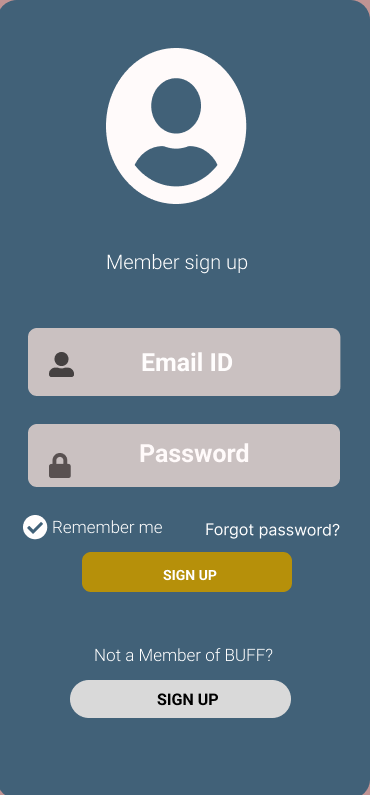 Member sign up
Email ID
Password
Remember me Forgot password?
SIGN UP
Not a Member of BUFF?
SIGN UP